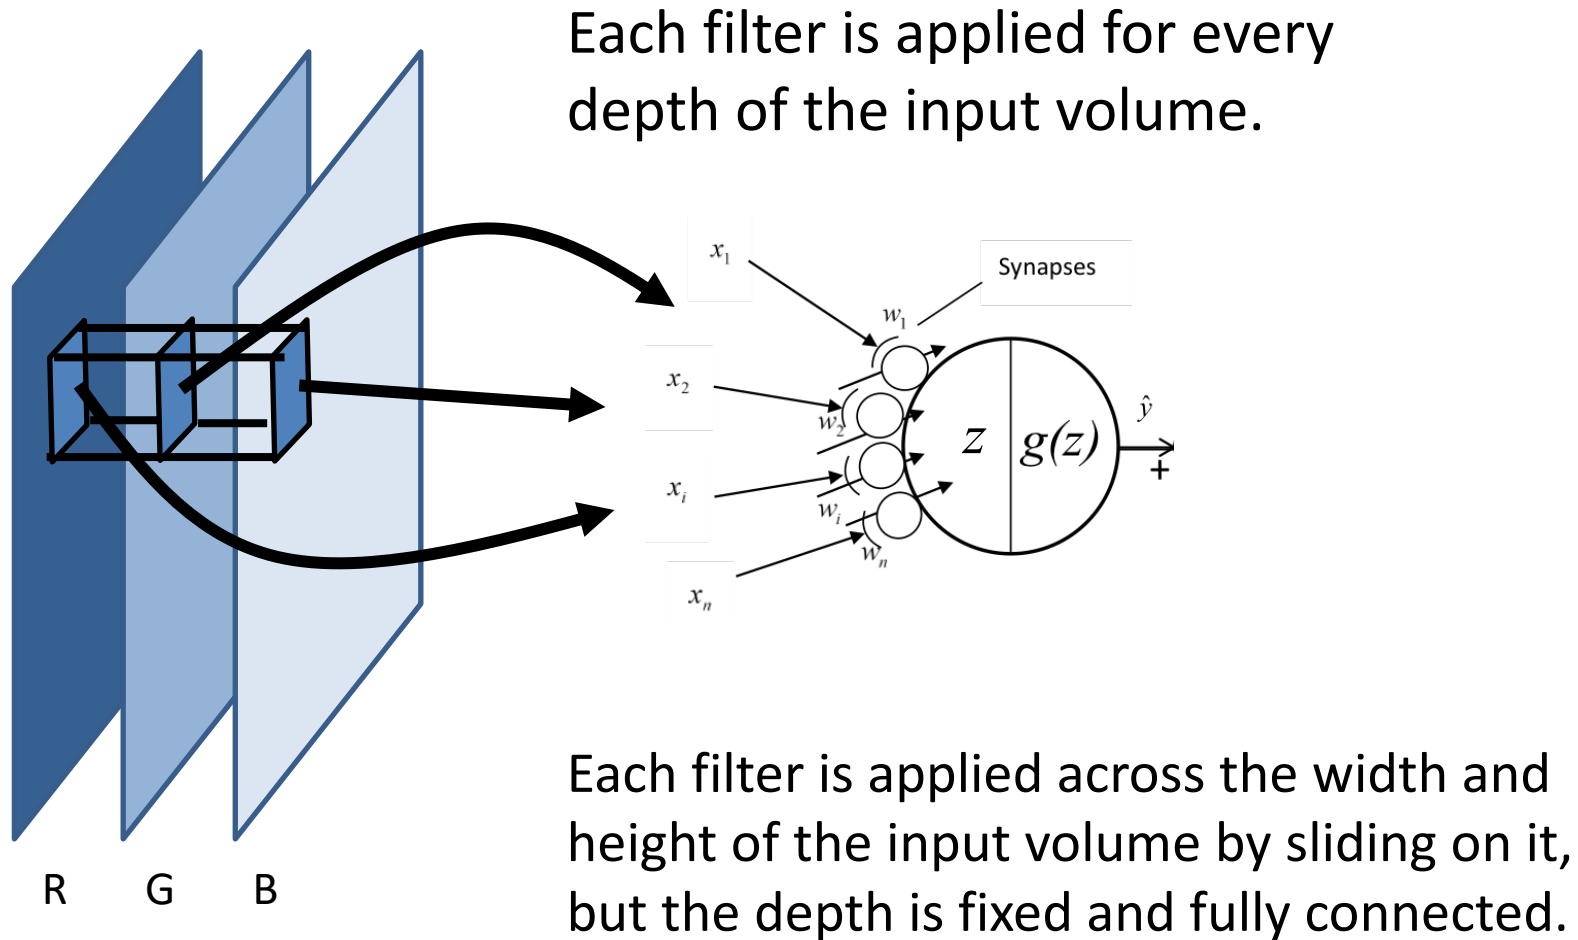 Each filter is applied for every
depth of the input volume.
x₁
Synapses
w₁
x₂
w₂
ŷ
z
g(z)
+
xᵢ
wᵢ
wₙ
xₙ
Each filter is applied across the width and
height of the input volume by sliding on it,
but the depth is fixed and fully connected.
R G B